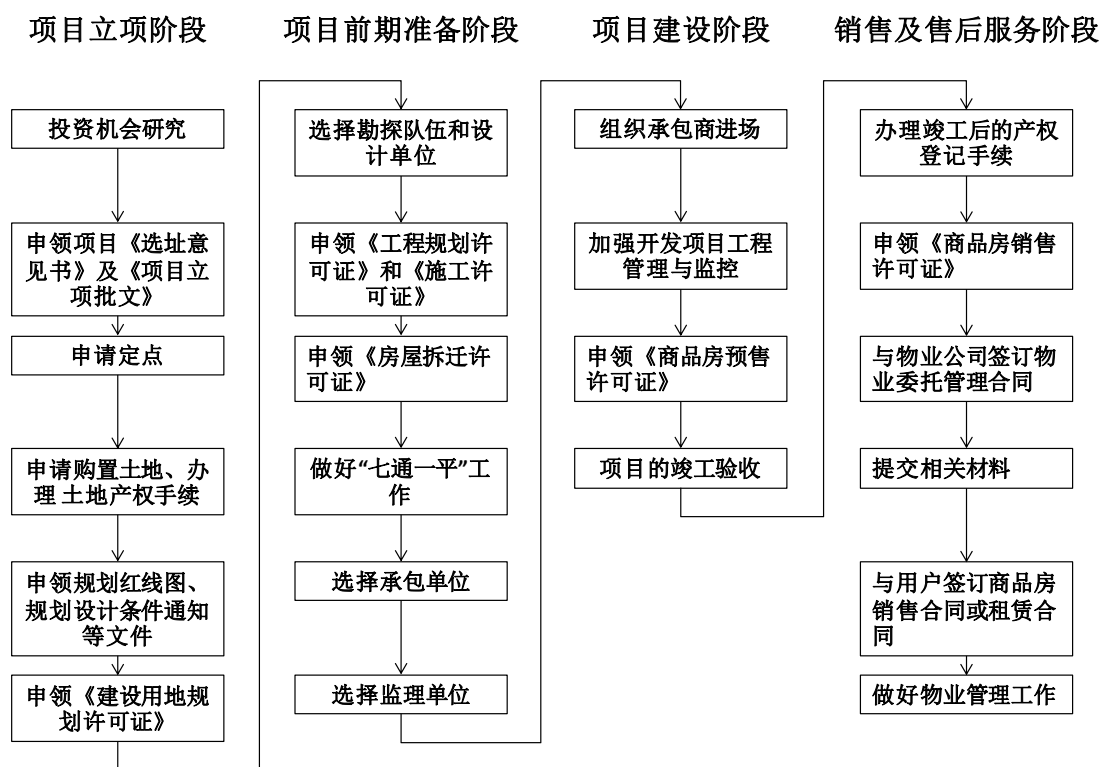 项目立项阶段
投资机会研究
申领项目《选址意
见书》及《项目立
项批文》
申请定点
申请购置土地、办
理 土地产权手续
申领规划红线图、
规划设计条件通知
等文件
申领《建设用地规
划许可证》
项目前期准备阶段
选择勘探队伍和设
计单位
申领《工程规划许
可证》和《施工许
可证》
申领《房屋拆迁许
可证》
做好“七通一平”工
作
选择承包单位
选择监理单位
项目建设阶段
组织承包商进场
加强开发项目工程
管理与监控
申领《商品房预售
许可证》
项目的竣工验收
销售及售后服务阶段
办理竣工后的产权
登记手续
申领《商品房销售
许可证》
与物业公司签订物
业委托管理合同
提交相关材料
与用户签订商品房
销售合同或租赁合
同
做好物业管理工作